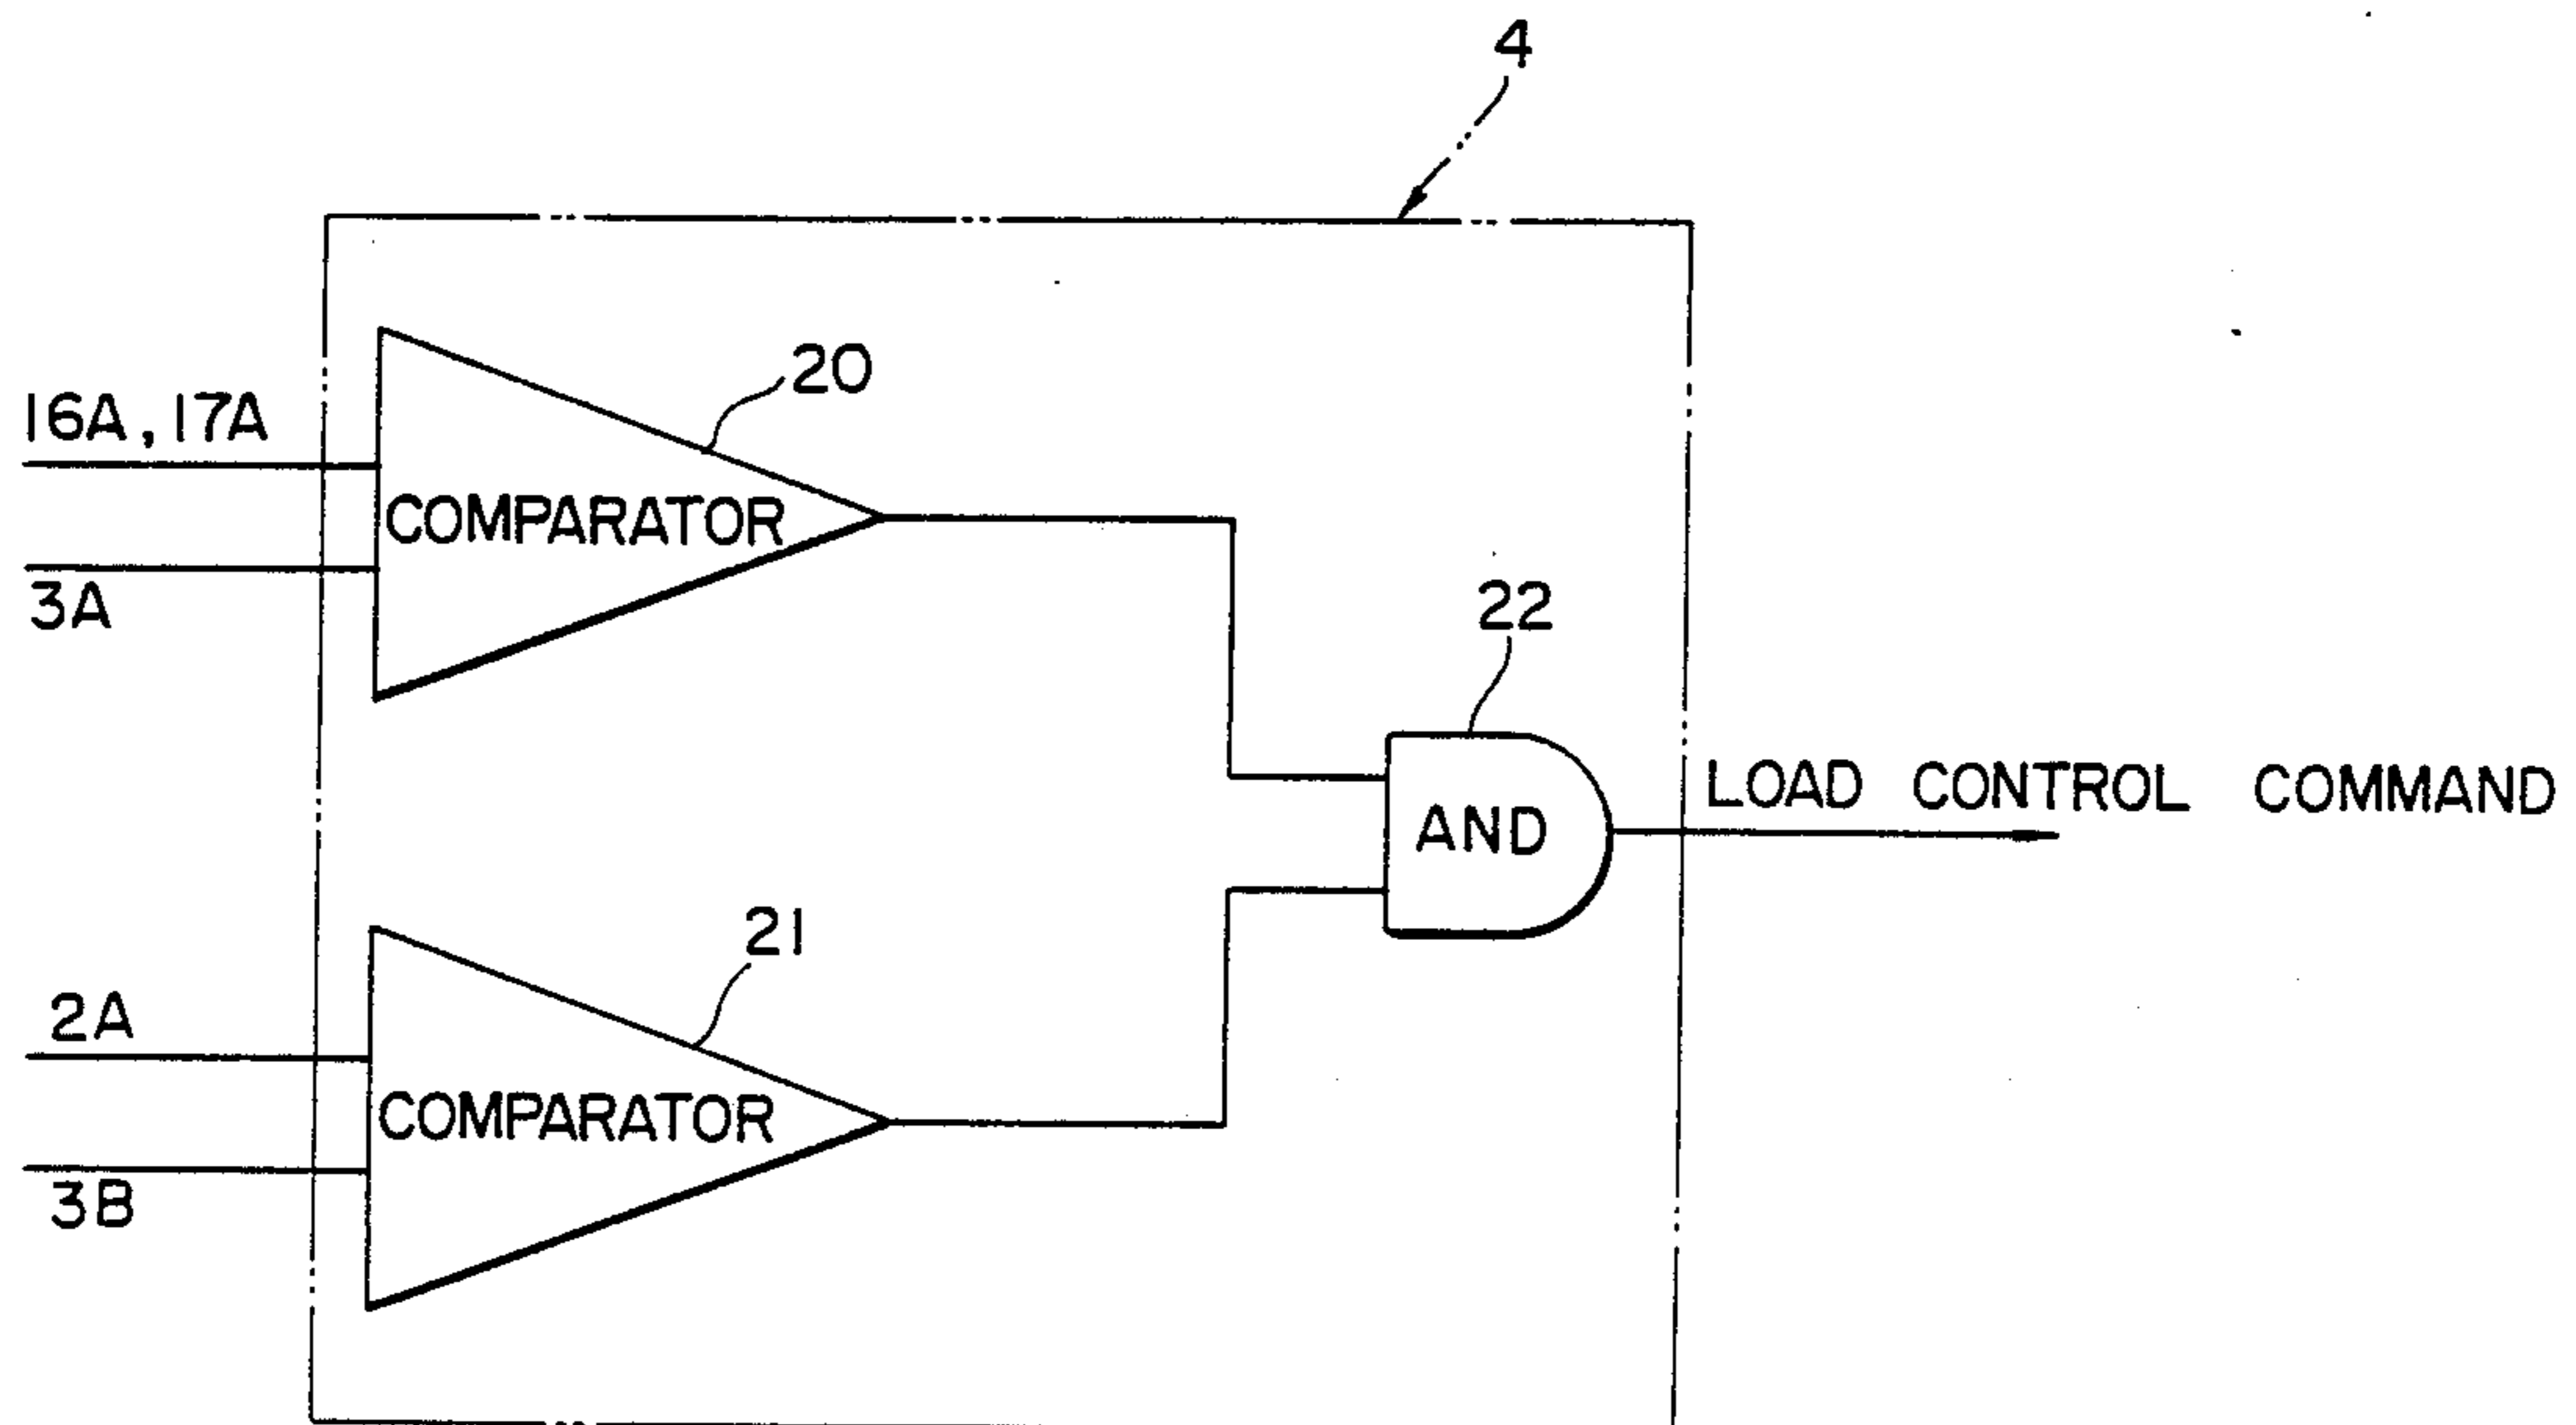 4
20
16A, 17A
COMPARATOR
3A
22
LOAD CONTROL COMMAND
AND
21
2A
COMPARATOR
3B